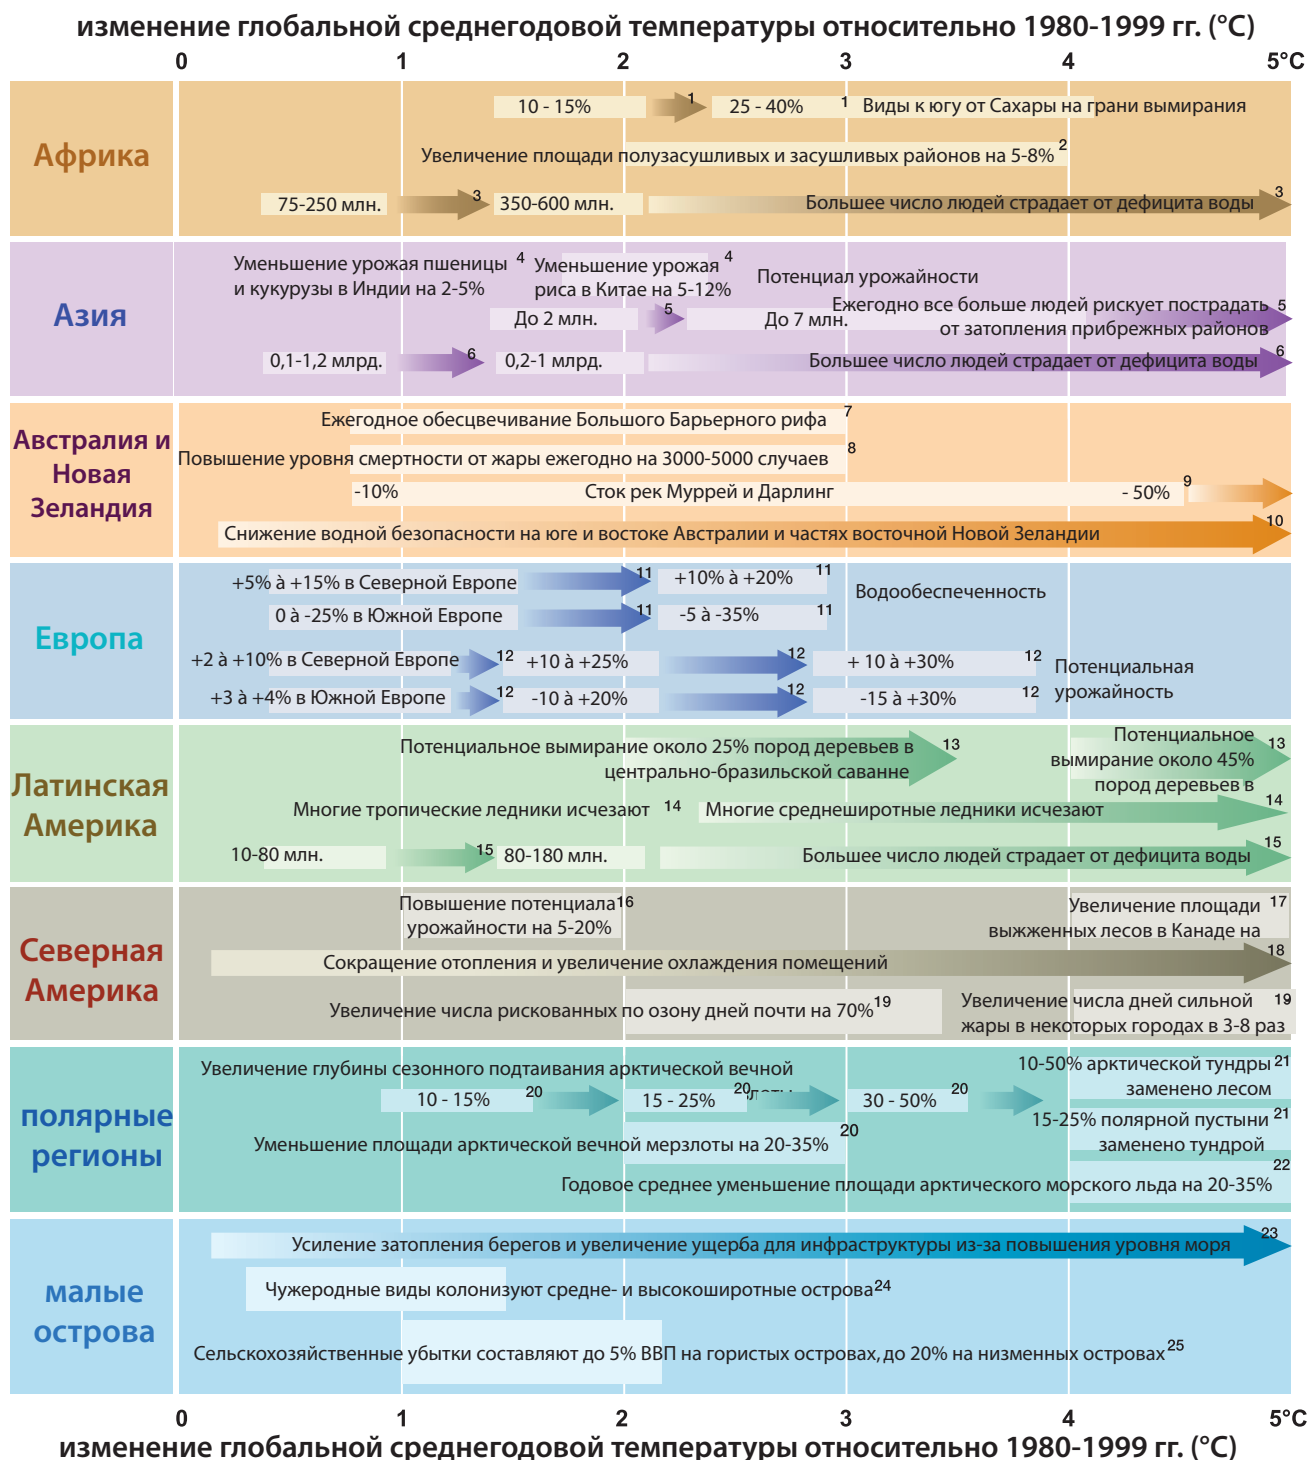 изменение глобальной среднегодовой температуры относительно 1980-1999 гг. (°C)
0 1 2 3 4 5°C
Африка
10 - 15% 1 25 - 40% 1 Виды к югу от Сахары на грани вымирания
Увеличение площади полузасушливых и засушливых районов на 5-8% 2
75-250 млн. 3 350-600 млн. Большее число людей страдает от дефицита воды 3
Азия
Уменьшение урожая пшеницы 4
и кукурузы в Индии на 2-5%
Уменьшение урожая 4
риса в Китае на 5-12%
Потенциал урожайности
До 2 млн. 5 До 7 млн. Ежегодно все больше людей рискует пострадать 5
от затопления прибрежных районов
0,1-1,2 млрд. 6 0,2-1 млрд. Большее число людей страдает от дефицита воды 6
Австралия и
Новая
Зеландия
Ежегодное обесцвечивание Большого Барьерного рифа 7
Повышение уровня смертности от жары ежегодно на 3000-5000 случаев 8
-10% Сток рек Муррей и Дарлинг - 50% 9
Снижение водной безопасности на юге и востоке Австралии и частях восточной Новой Зеландии 10
Европа
+5% à +15% в Северной Европе 11 +10% à +20% 11
Водообеспеченность
0 à -25% в Южной Европе 11 -5 à -35% 11
+2 à +10% в Северной Европе 12 +10 à +25% 12 + 10 à +30% 12
Потенциальная
урожайность
+3 à +4% в Южной Европе 12 -10 à +20% 12 -15 à +30% 12
Латинская
Америка
Потенциальное вымирание около 25% пород деревьев в 13
центрально-бразильской саванне
Потенциальное 13
вымирание около 45%
пород деревьев в
Многие тропические ледники исчезают 14 Многие среднеширотные ледники исчезают 14
10-80 млн. 15 80-180 млн. Большее число людей страдает от дефицита воды 15
Северная
Америка
Повышение потенциала 16
урожайности на 5-20%
Увеличение площади 17
выжженных лесов в Канаде на
Сокращение отопления и увеличение охлаждения помещений 18
Увеличение числа рискованных по озону дней почти на 70% 19
Увеличение числа дней сильной 19
жары в некоторых городах в 3-8 раз
полярные
регионы
Увеличение глубины сезонного подтаивания арктической вечной
10 - 15% 20 15 - 25% 20 30 - 50% 20
10-50% арктической тундры 21
заменено лесом
15-25% полярной пустыни 21
заменено тундрой
Уменьшение площади арктической вечной мерзлоты на 20-35% 20
Годовое среднее уменьшение площади арктического морского льда на 20-35% 22
малые
острова
Усиление затопления берегов и увеличение ущерба для инфраструктуры из-за повышения уровня моря 23
Чужеродные виды колонизуют средне- и высокоширотные острова 24
Сельскохозяйственные убытки составляют до 5% ВВП на гористых островах, до 20% на низменных островах 25
0 1 2 3 4 5°C
изменение глобальной среднегодовой температуры относительно 1980-1999 гг. (°C)